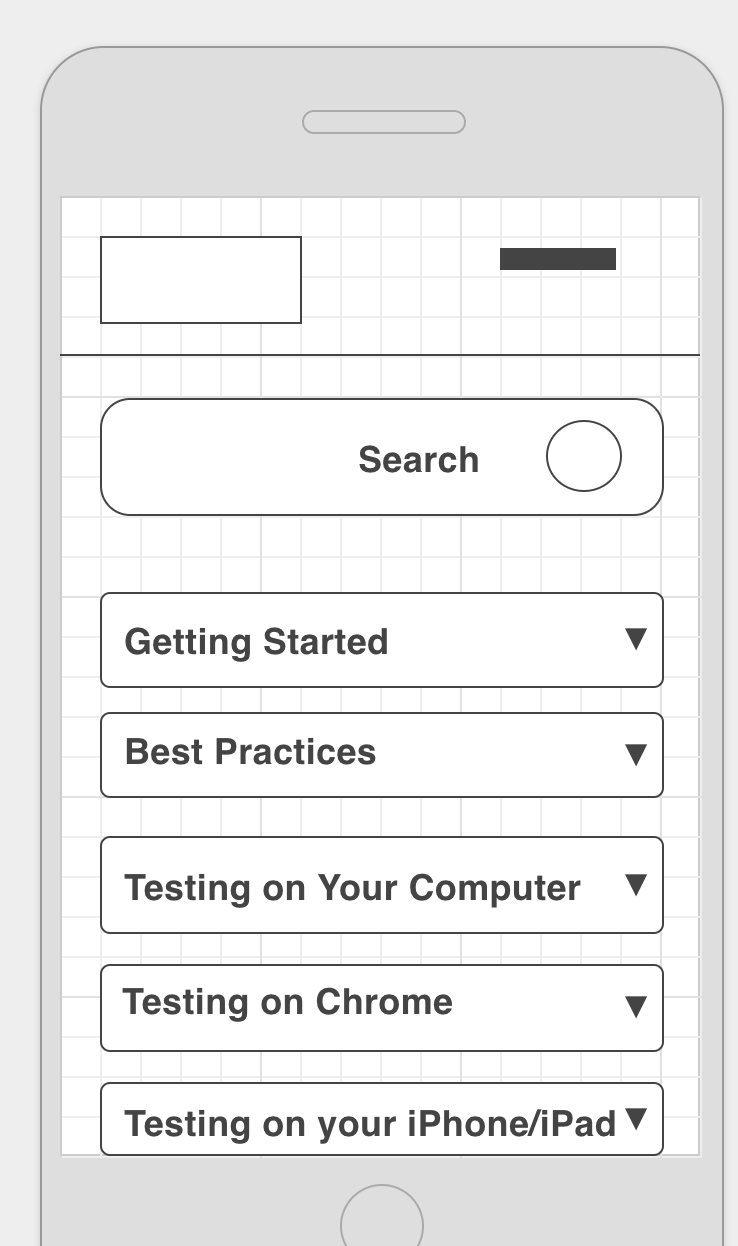 Search
Getting Started
Best Practices
Testing on Your Computer
Testing on Chrome
Testing on your iPhone/iPad